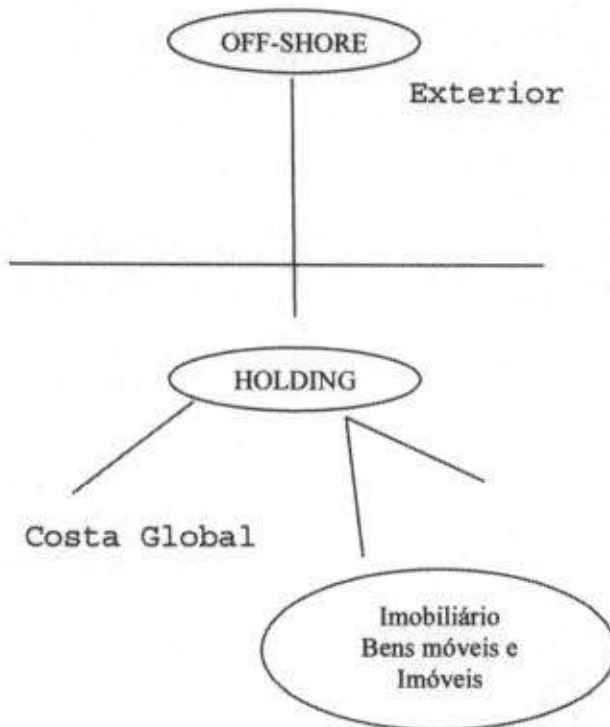 OFF-SHORE
Exterior
HOLDING
Costa Global
Imobiliário
Bens móveis e
Imóveis